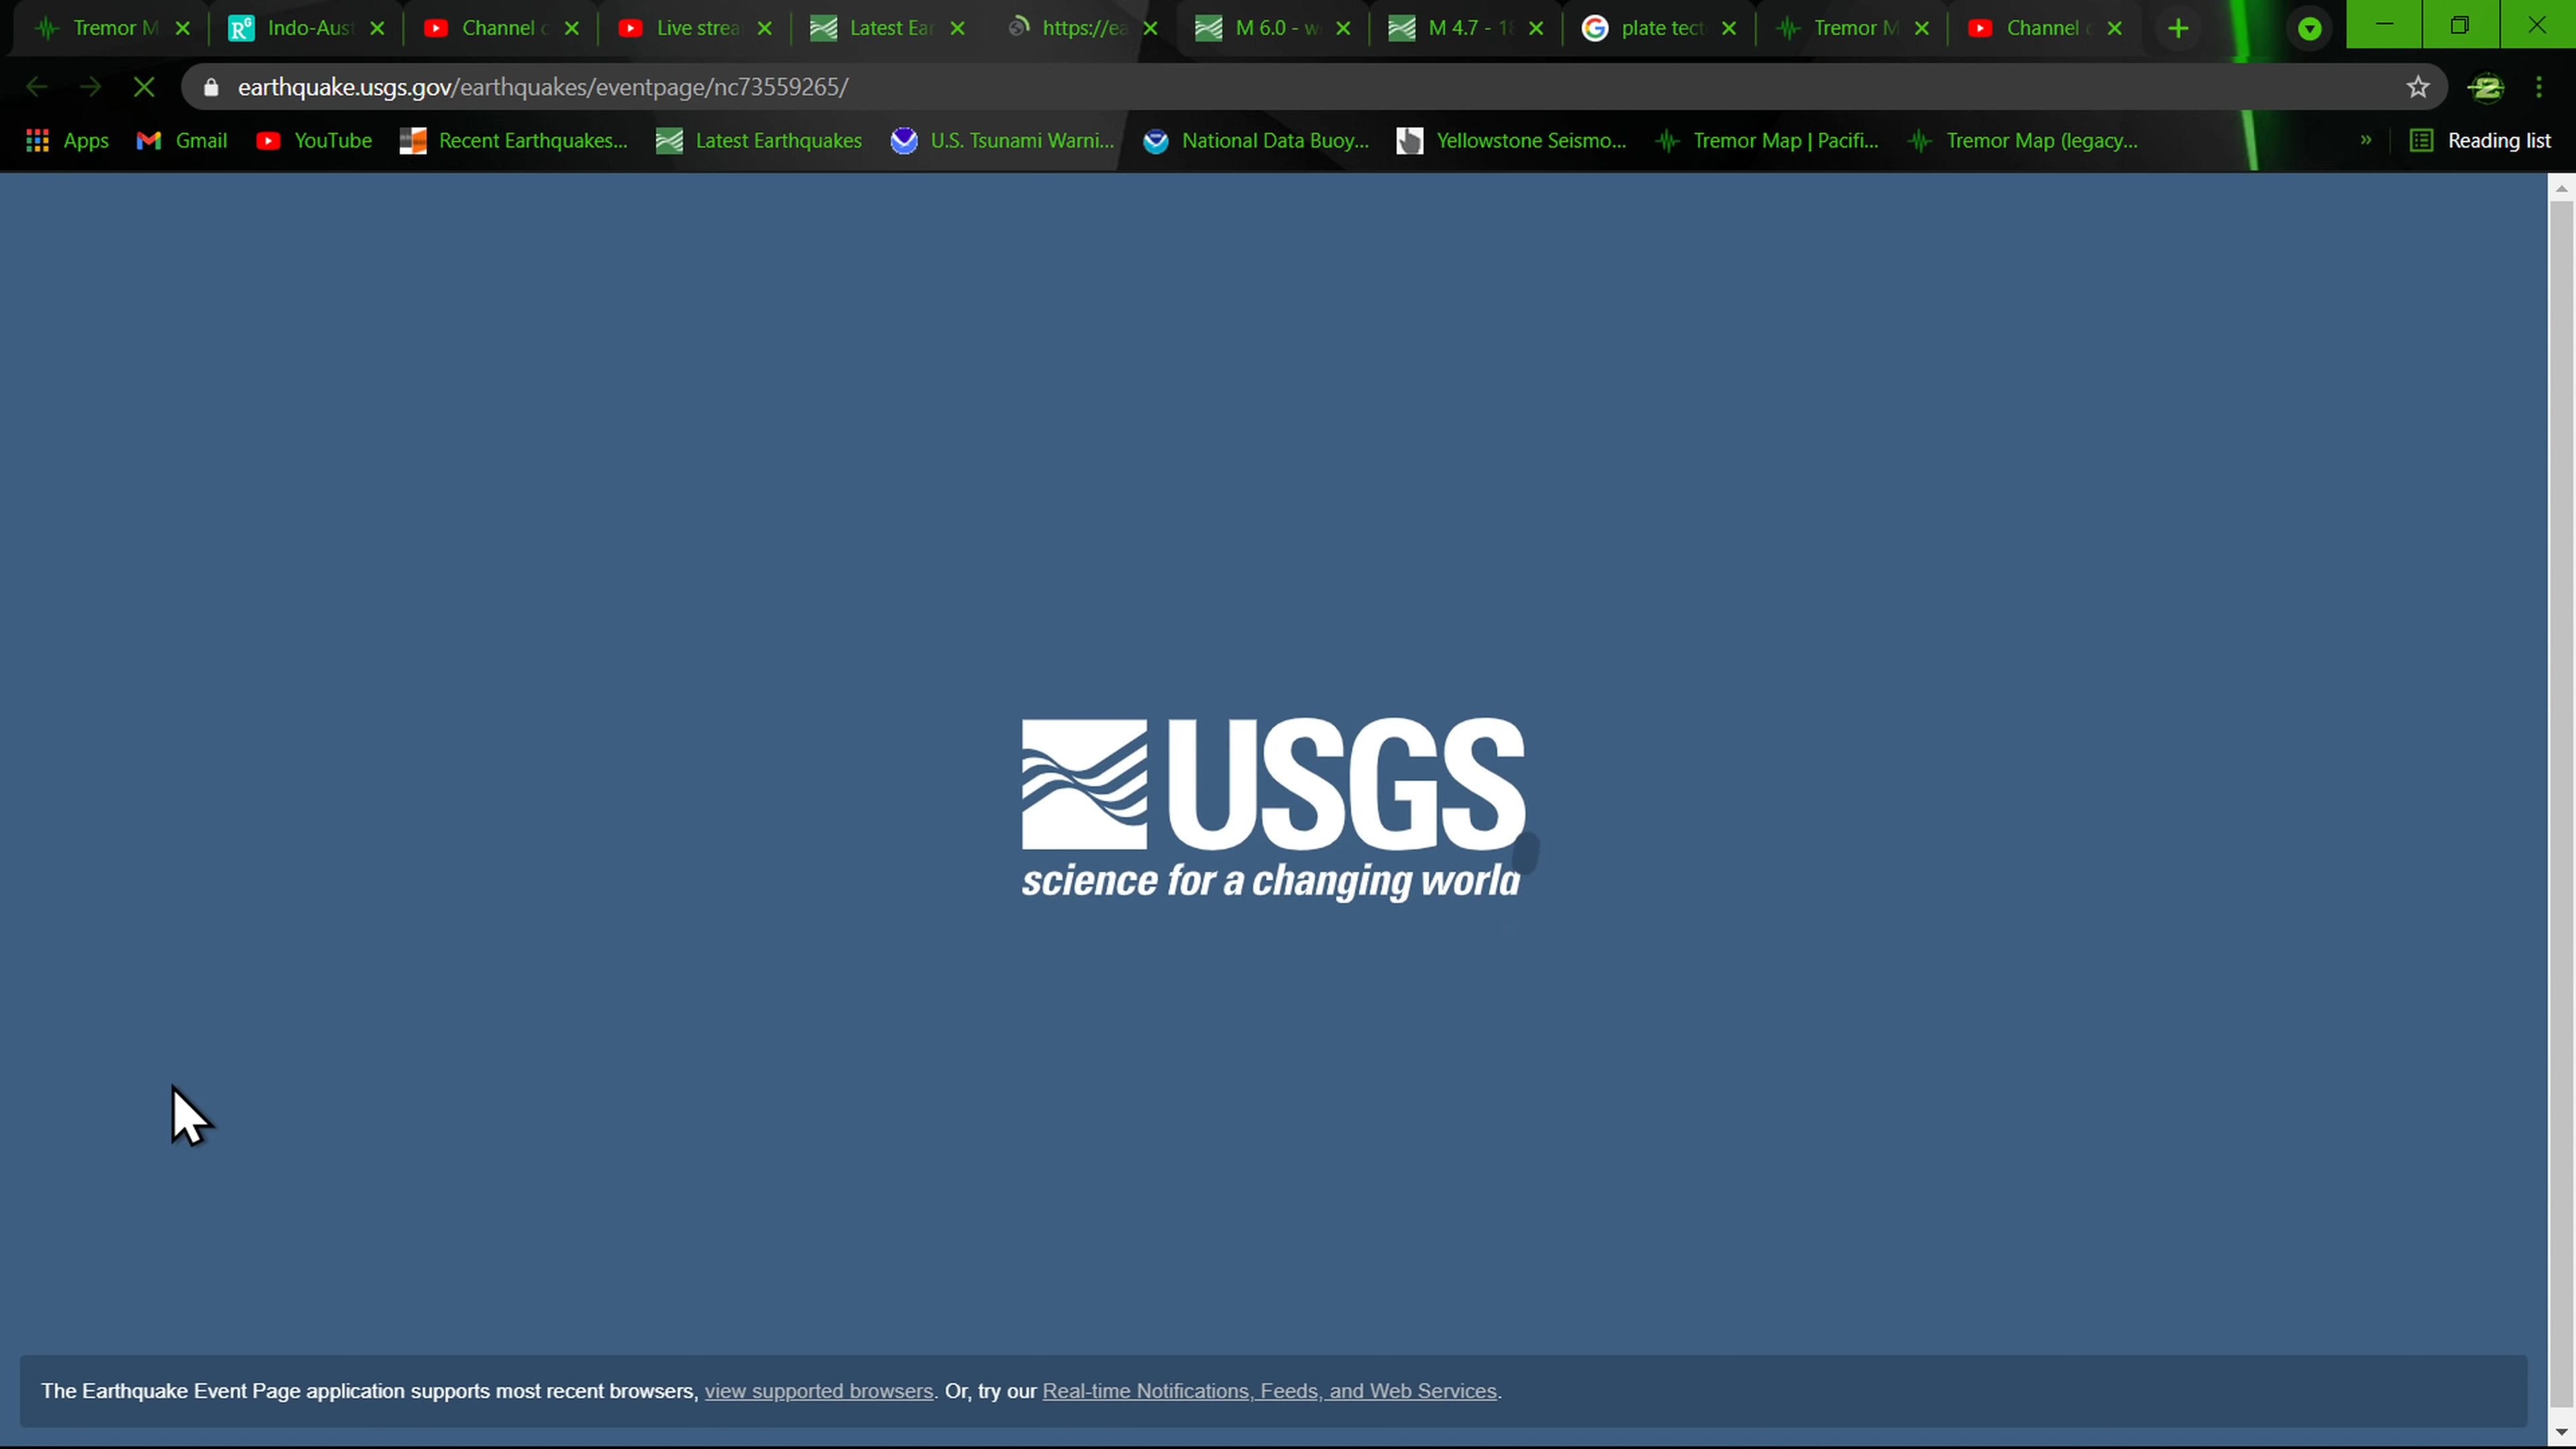 Tremor M
Indo-Aust
Channel c
Live strea
Latest Ear
https://ea
M 6.0 - w
M 4.7 - 18
plate tect
Tremor M
Channel c
earthquake.usgs.gov/earthquakes/eventpage/nc73559265/
Apps
Gmail
YouTube
Recent Earthquakes...
Latest Earthquakes
U.S. Tsunami Warni...
National Data Buoy...
Yellowstone Seismo...
Tremor Map | Pacifi...
Tremor Map (legacy...
»
Reading list
USGS
science for a changing world
The Earthquake Event Page application supports most recent browsers, view supported browsers. Or, try our Real-time Notifications, Feeds, and Web Services.